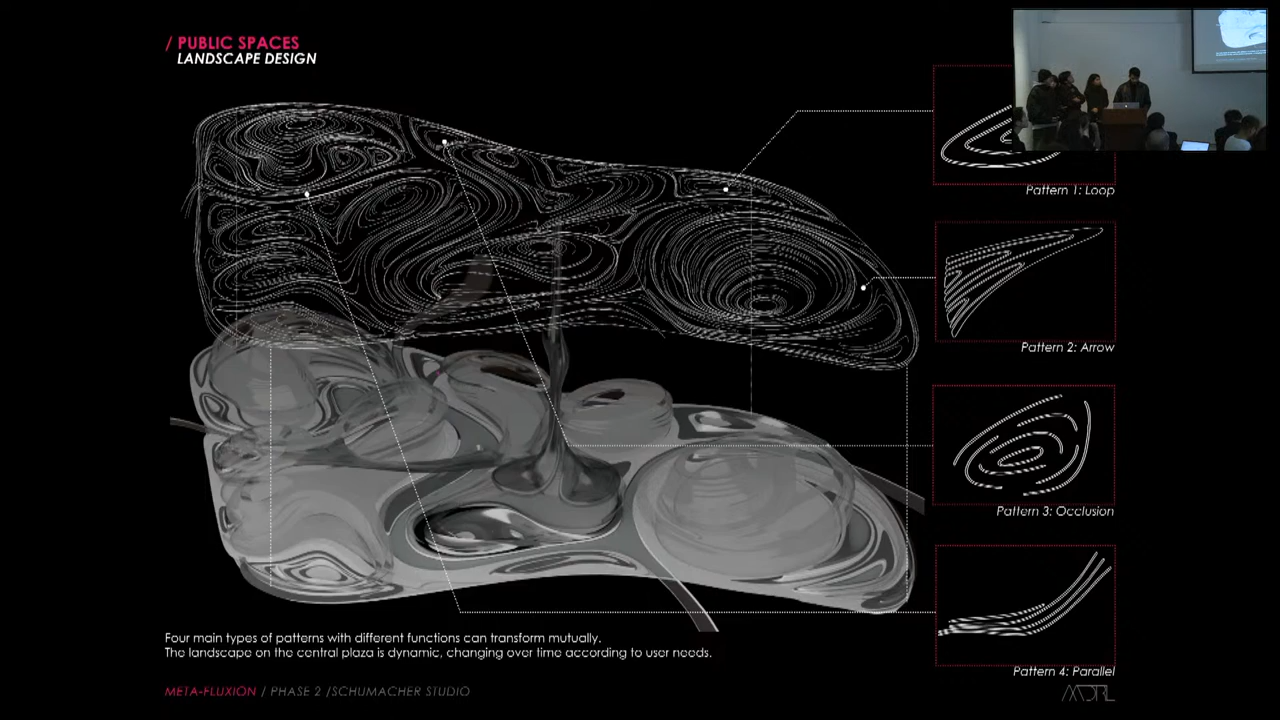 / PUBLIC SPACES
LANDSCAPE DESIGN
Pattern 1: Loop
Pattern 2: Arrow
Pattern 3: Occlusion
Pattern 4: Parallel
Four main types of patterns with different functions can transform mutually.
The landscape on the central plaza is dynamic, changing over time according to user needs.
META-FLUXION / PHASE 2 /SCHUMACHER STUDIO